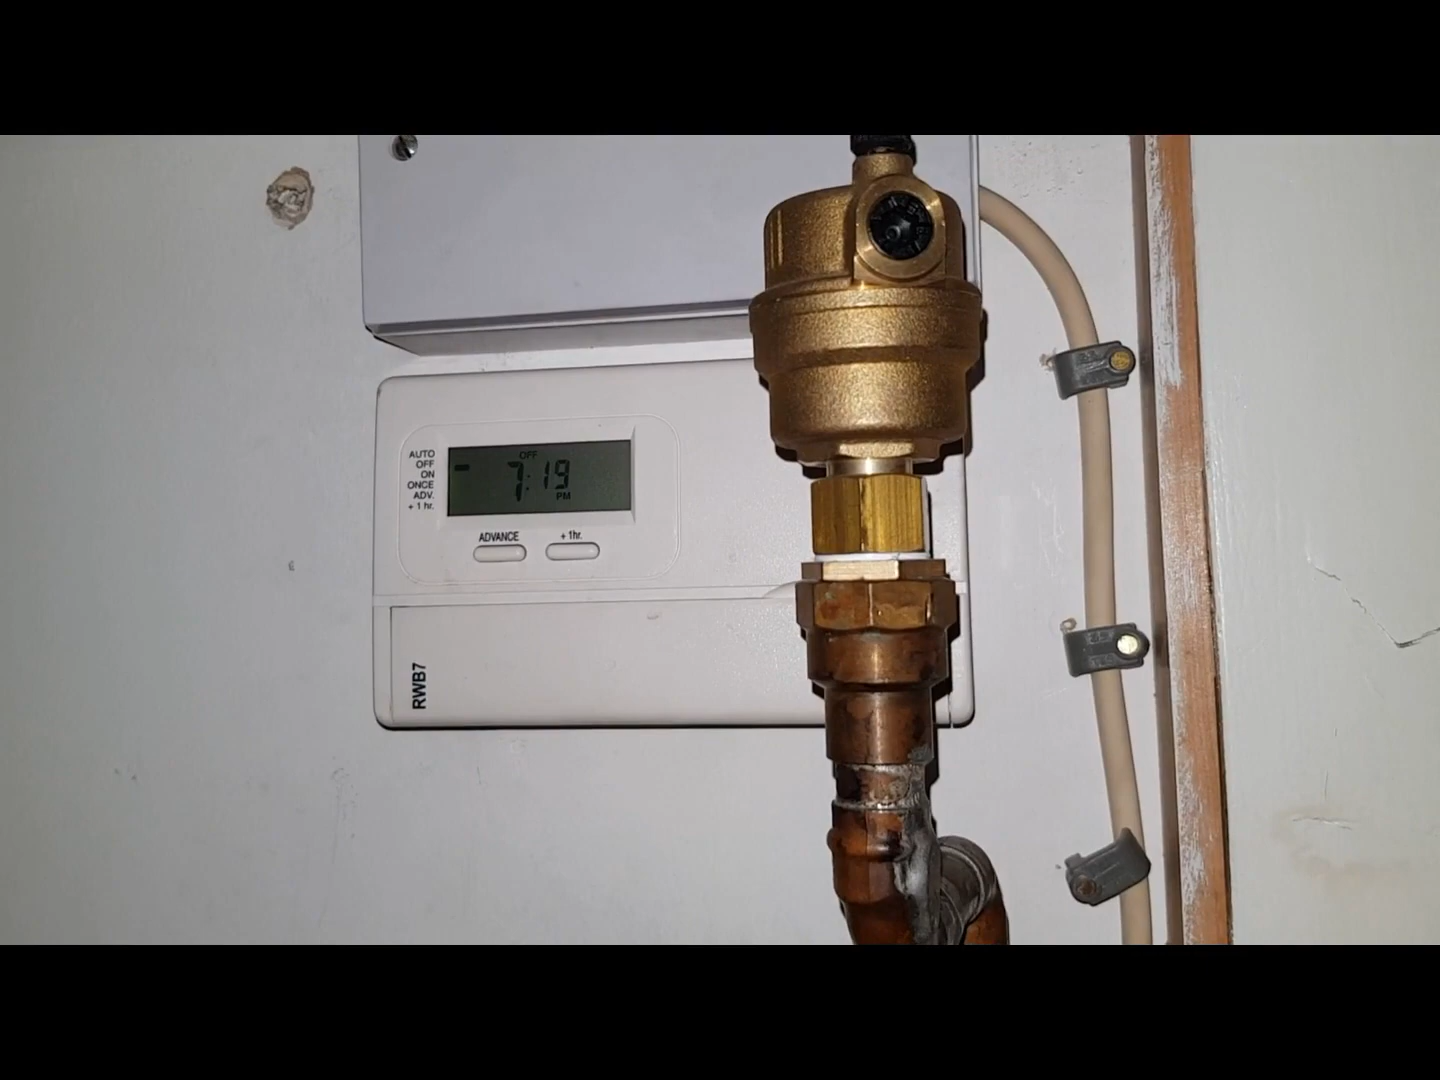 AUTO
OFF
ON
ONCE
ADV.
+ 1 hr.
OFF
7:19
PM
ADVANCE
+ 1hr.
RWB7